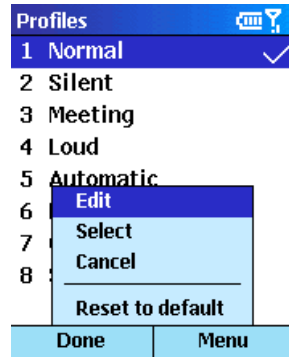 Profiles
1 Normal
2 Silent
3 Meeting
4 Loud
5 Automatic
6
7
8
Edit
Select
Cancel
Reset to default
Done Menu